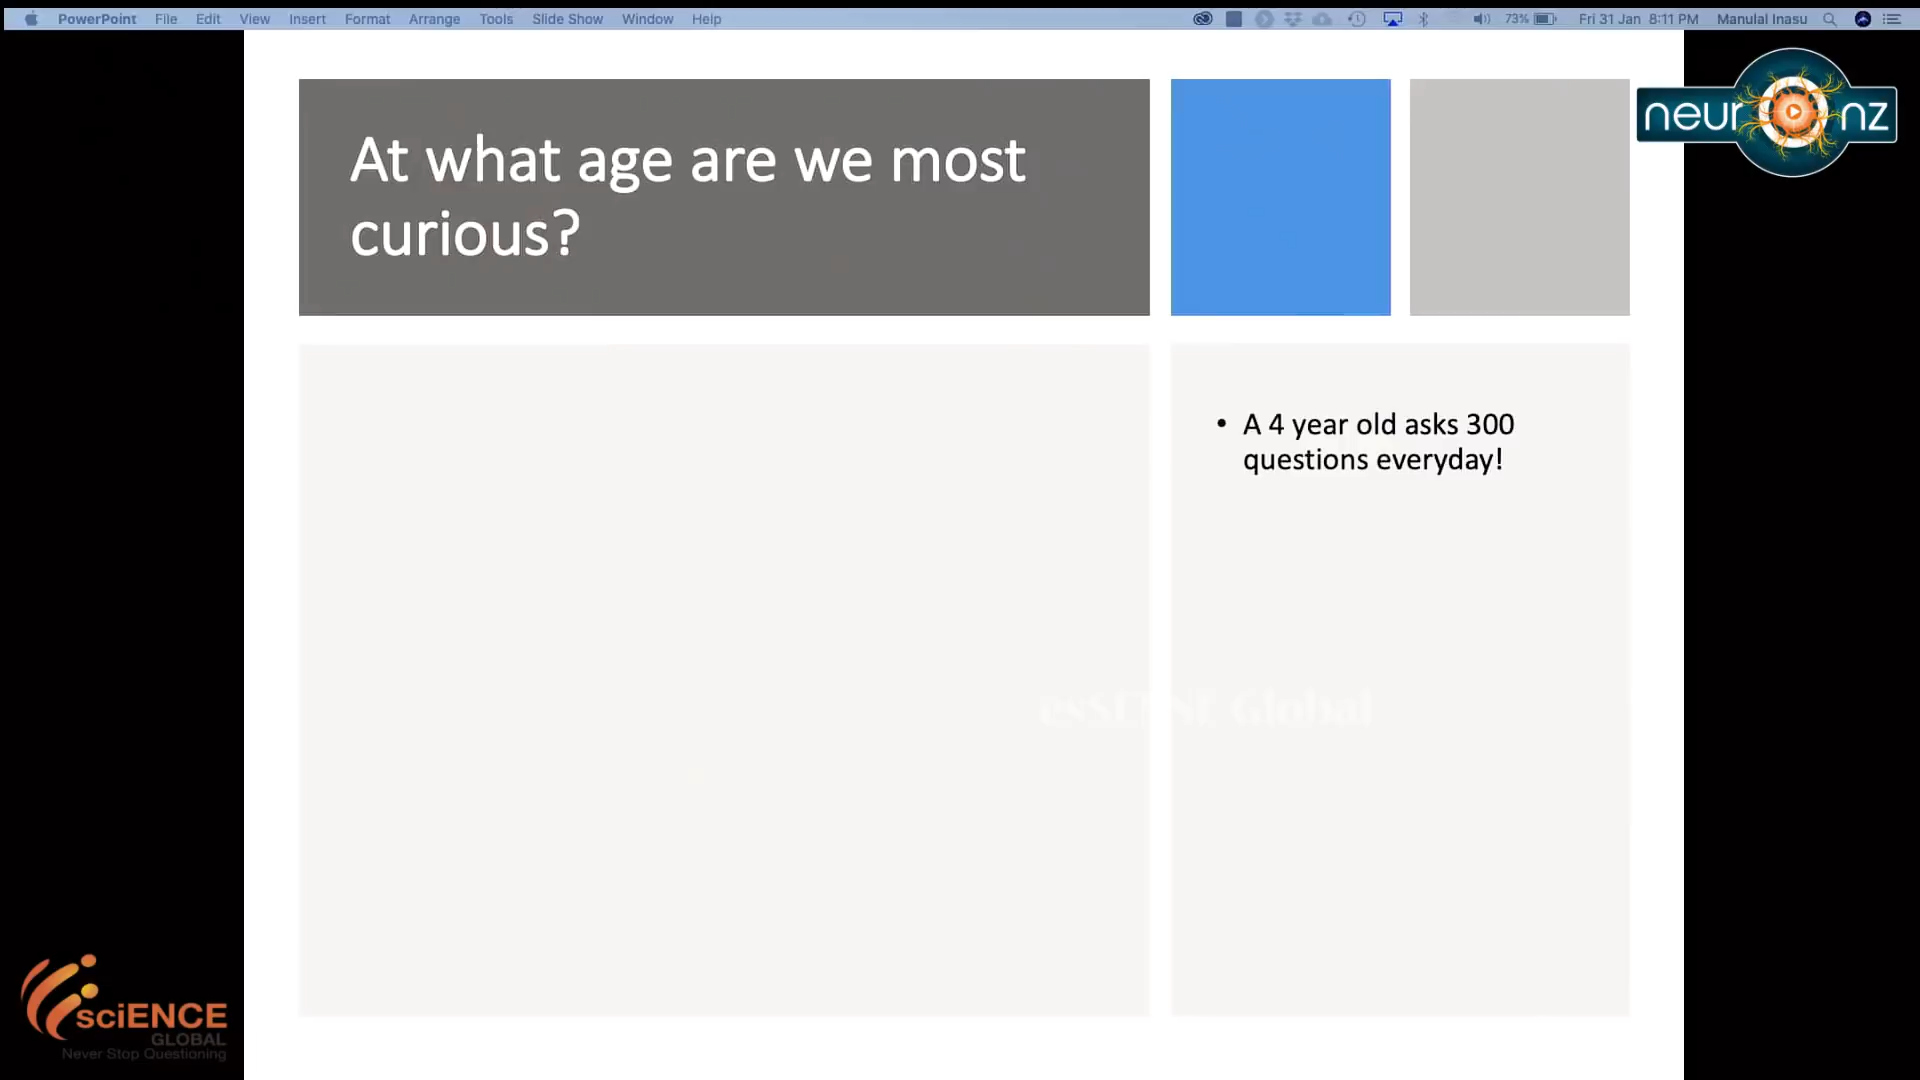 PowerPoint File Edit View Insert Format Arrange Tools Slide Show Window Help 73% Fri 31 Jan 8:11 PM Manulal Inasu
neur nz
At what age are we most
curious?
• A 4 year old asks 300
questions everyday!
Global
sciENCE
GLOBAL
Never Stop Questioning